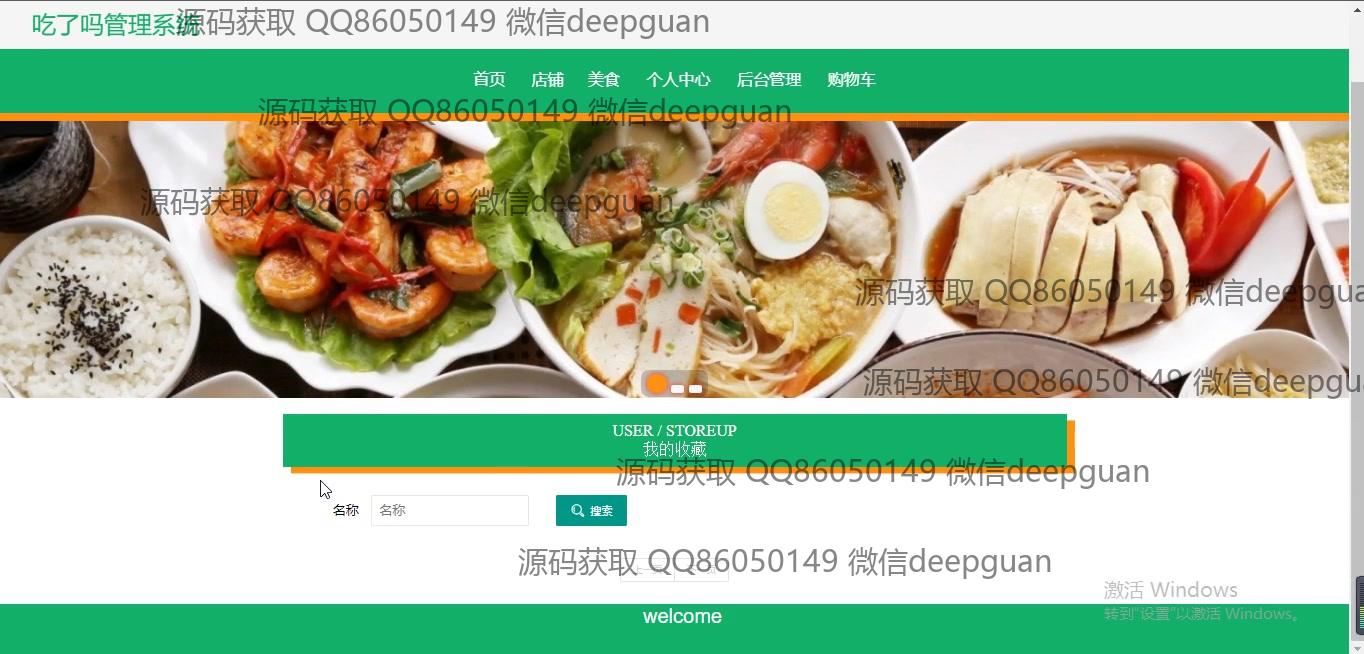 吃了吗管理系统
源码获取 QQ86050149 微信deepguan
首页 店铺 美食 个人中心 后台管理 购物车
源码获取 QQ86050149 微信deepguan
源码获取 QQ86050149 微信deepguan
源码获取 QQ86050149 微信deepgua
源码获取 QQ86050149 微信deepgu
USER / STOREUP
我的收藏
源码获取 QQ86050149 微信deepguan
名称 名称 搜索
源码获取 QQ86050149 微信deepguan
激活 Windows
转到"设置"以激活 Windows。
welcome